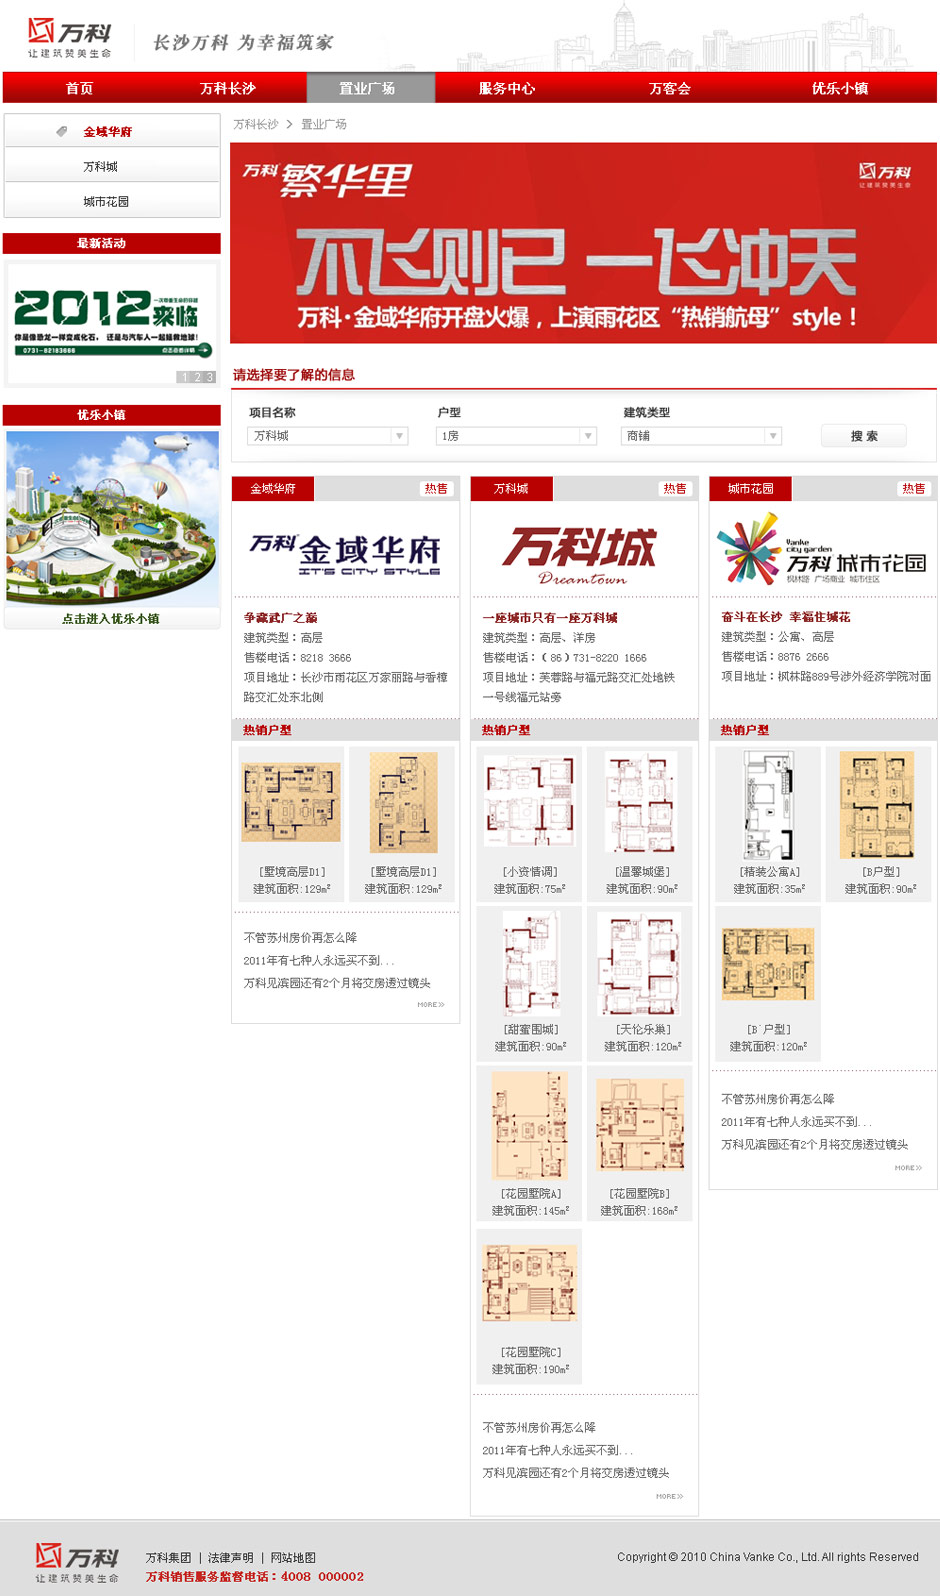 万科
让建筑赞美生命
长沙万科 为幸福筑家
首页
万科长沙
置业广场
服务中心
万客会
优乐小镇
金域华府
万科城
城市花园
最新活动
2012来临
一次彻底生命的珍藏
你是像恐龙一样变成化石， 还是与汽车人一起拯救地球!
0731-82183666
点击查看详情
1 2 3
优乐小镇
点击进入优乐小镇
万科长沙 > 置业广场
万科 繁华里
万科
让建筑赞美生命
不飞则已 一飞冲天
万科·金域华府开盘火爆，上演雨花区“热销航母”style！
请选择要了解的信息
项目名称
户型
建筑类型
万科城
1房
商铺
搜 索
金域华府
热售
万科 金域华府
IT'S CITY STYLE
争藏武广之巅
建筑类型：高层
售楼电话：8218 3666
项目地址：长沙市雨花区万家丽路与香樟
路交汇处东北侧
热销户型
[墅境高层D1]
建筑面积:129m²
[墅境高层D1]
建筑面积:129m²
不管苏州房价再怎么降
2011年有七种人永远买不到...
万科见滨园还有2个月将交房透过镜头
MORE
万科城
热售
万科城
Dreamtown
一座城市只有一座万科城
建筑类型：高层、洋房
售楼电话：(86)731-8220 1666
项目地址：芙蓉路与福元路交汇处地铁
一号线福元站旁
热销户型
[小资情调]
建筑面积:75m²
[温馨城堡]
建筑面积:90m²
[甜蜜围城]
建筑面积:90m²
[天伦乐巢]
建筑面积:120m²
[花园墅院A]
建筑面积:145m²
[花园墅院B]
建筑面积:168m²
[花园墅院C]
建筑面积:190m²
不管苏州房价再怎么降
2011年有七种人永远买不到...
万科见滨园还有2个月将交房透过镜头
MORE
城市花园
热售
Vanke
city garden
万科 城市花园
枫林路 广场商业 城市住区
奋斗在长沙 幸福住城花
建筑类型：公寓、高层
售楼电话：8876 2666
项目地址：枫林路889号涉外经济学院对面
热销户型
[精装公寓A]
建筑面积:35m²
[B户型]
建筑面积:90m²
[B`户型]
建筑面积:120m²
不管苏州房价再怎么降
2011年有七种人永远买不到...
万科见滨园还有2个月将交房透过镜头
MORE
万科
让建筑赞美生命
万科集团 | 法律声明 | 网站地图
万科销售服务监督电话：4008 000002
Copyright © 2010 China Vanke Co., Ltd. All rights Reserved